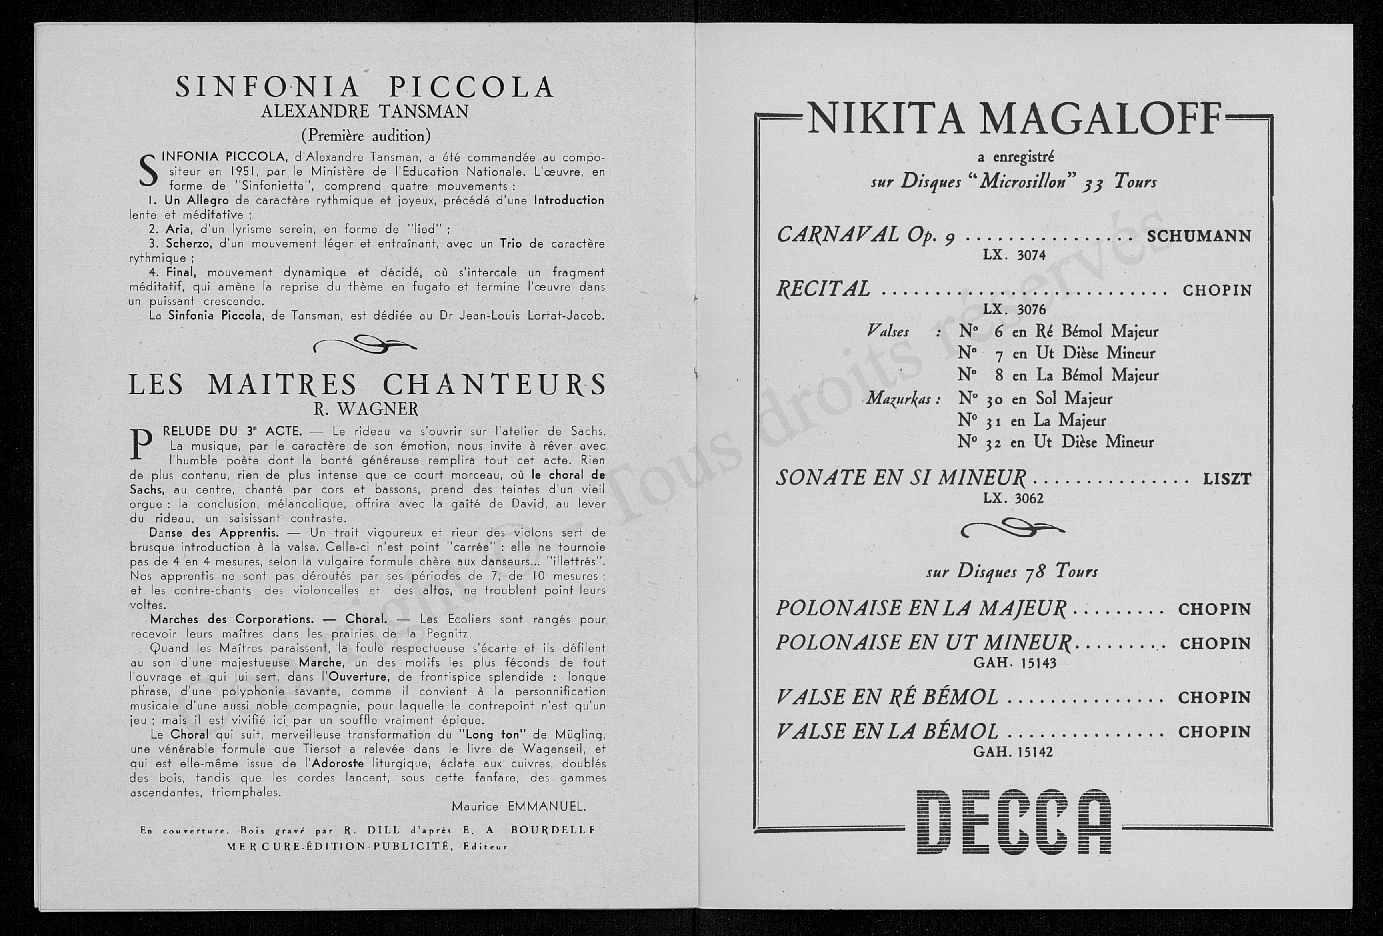 SINFONIA PICCOLA
ALEXANDRE TANSMAN
(Première audition)
SINFONIA PICCOLA, d'Alexandre Tansman, a été commandée au compo-
siteur en 1951, par le Ministère de l'Education Nationale. L'œuvre, en
forme de "Sinfonietta", comprend quatre mouvements :
1. Un Allegro de caractère rythmique et joyeux, précédé d'une Introduction
lente et méditative ;
2. Aria, d'un lyrisme serein, en forme de "lied" ;
3. Scherzo, d'un mouvement léger et entraînant, avec un Trio de caractère
rythmique ;
4. Final, mouvement dynamique et décidé, où s'intercale un fragment
méditatif, qui amène la reprise du thème en fugato et termine l'œuvre dans
un puissant crescendo.
La Sinfonia Piccola, de Tansman, est dédiée au Dr Jean-Louis Lortat-Jacob.
LES MAITRES CHANTEURS
R. WAGNER
PRELUDE DU 3e ACTE. — Le rideau va s'ouvrir sur l'atelier de Sachs.
La musique, par le caractère de son émotion, nous invite à rêver avec
l'humble poète dont la bonté généreuse remplira tout cet acte. Rien
de plus contenu, rien de plus intense que ce court morceau, où le choral de
Sachs, au centre, chanté par cors et bassons, prend des teintes d'un vieil
orgue : la conclusion, mélancolique, offrira avec la gaîté de David, au lever
du rideau, un saisissant contraste.
Danse des Apprentis. — Un trait vigoureux et rieur des violons sert de
brusque introduction à la valse. Celle-ci n'est point "carrée" : elle ne tournoie
pas de 4 en 4 mesures, selon la vulgaire formule chère aux danseurs... "illettrés".
Nos apprentis ne sont pas déroutés par ses périodes de 7, de 10 mesures ;
et les contre-chants des violoncelles et des altos, ne troublent point leurs
voltes.
Marches des Corporations. — Choral. — Les Ecoliers sont rangés pour
recevoir leurs maîtres dans les prairies de la Pegnitz.
Quand les Maîtres paraissent, la foule respectueuse s'écarte et ils défilent
au son d'une majestueuse Marche, un des motifs les plus féconds de tout
l'ouvrage et qui lui sert, dans l'Ouverture, de frontispice splendide : longue
phrase, d'une polyphonie savante, comme il convient à la personnification
musicale d'une aussi noble compagnie, pour laquelle le contrepoint n'est qu'un
jeu ; mais il est vivifié ici par un souffle vraiment épique.
Le Choral qui suit, merveilleuse transformation du "Long ton" de Mügling,
une vénérable formule que Tiersot a relevée dans le livre de Wagenseil, et
qui est elle-même issue de l'Adoroste liturgique, éclate aux cuivres, doublés
des bois, tandis que les cordes lancent, sous cette fanfare, des gammes
ascendantes, triomphales.
Maurice EMMANUEL.
En couverture. Bois gravé par R. DILL d'après E. A BOURDELLE
MERCURE-ÉDITION-PUBLICITÉ, Editeur
NIKITA MAGALOFF
a enregistré
sur Disques "Microsillon" 33 Tours
CARNAVAL Op. 9 ................ SCHUMANN
LX. 3074
RECITAL .......................... CHOPIN
LX. 3076
Valses : No 6 en Ré Bémol Majeur
No 7 en Ut Dièse Mineur
No 8 en La Bémol Majeur
Mazurkas : No 30 en Sol Majeur
No 31 en La Majeur
No 32 en Ut Dièse Mineur
SONATE EN SI MINEUR ............... LISZT
LX. 3062
sur Disques 78 Tours
POLONAISE EN LA MAJEUR ......... CHOPIN
POLONAISE EN UT MINEUR ......... CHOPIN
GAH. 15143
VALSE EN RÉ BÉMOL ............... CHOPIN
VALSE EN LA BÉMOL ............... CHOPIN
GAH. 15142
DECCA
Copyright © - Tous droits réservés